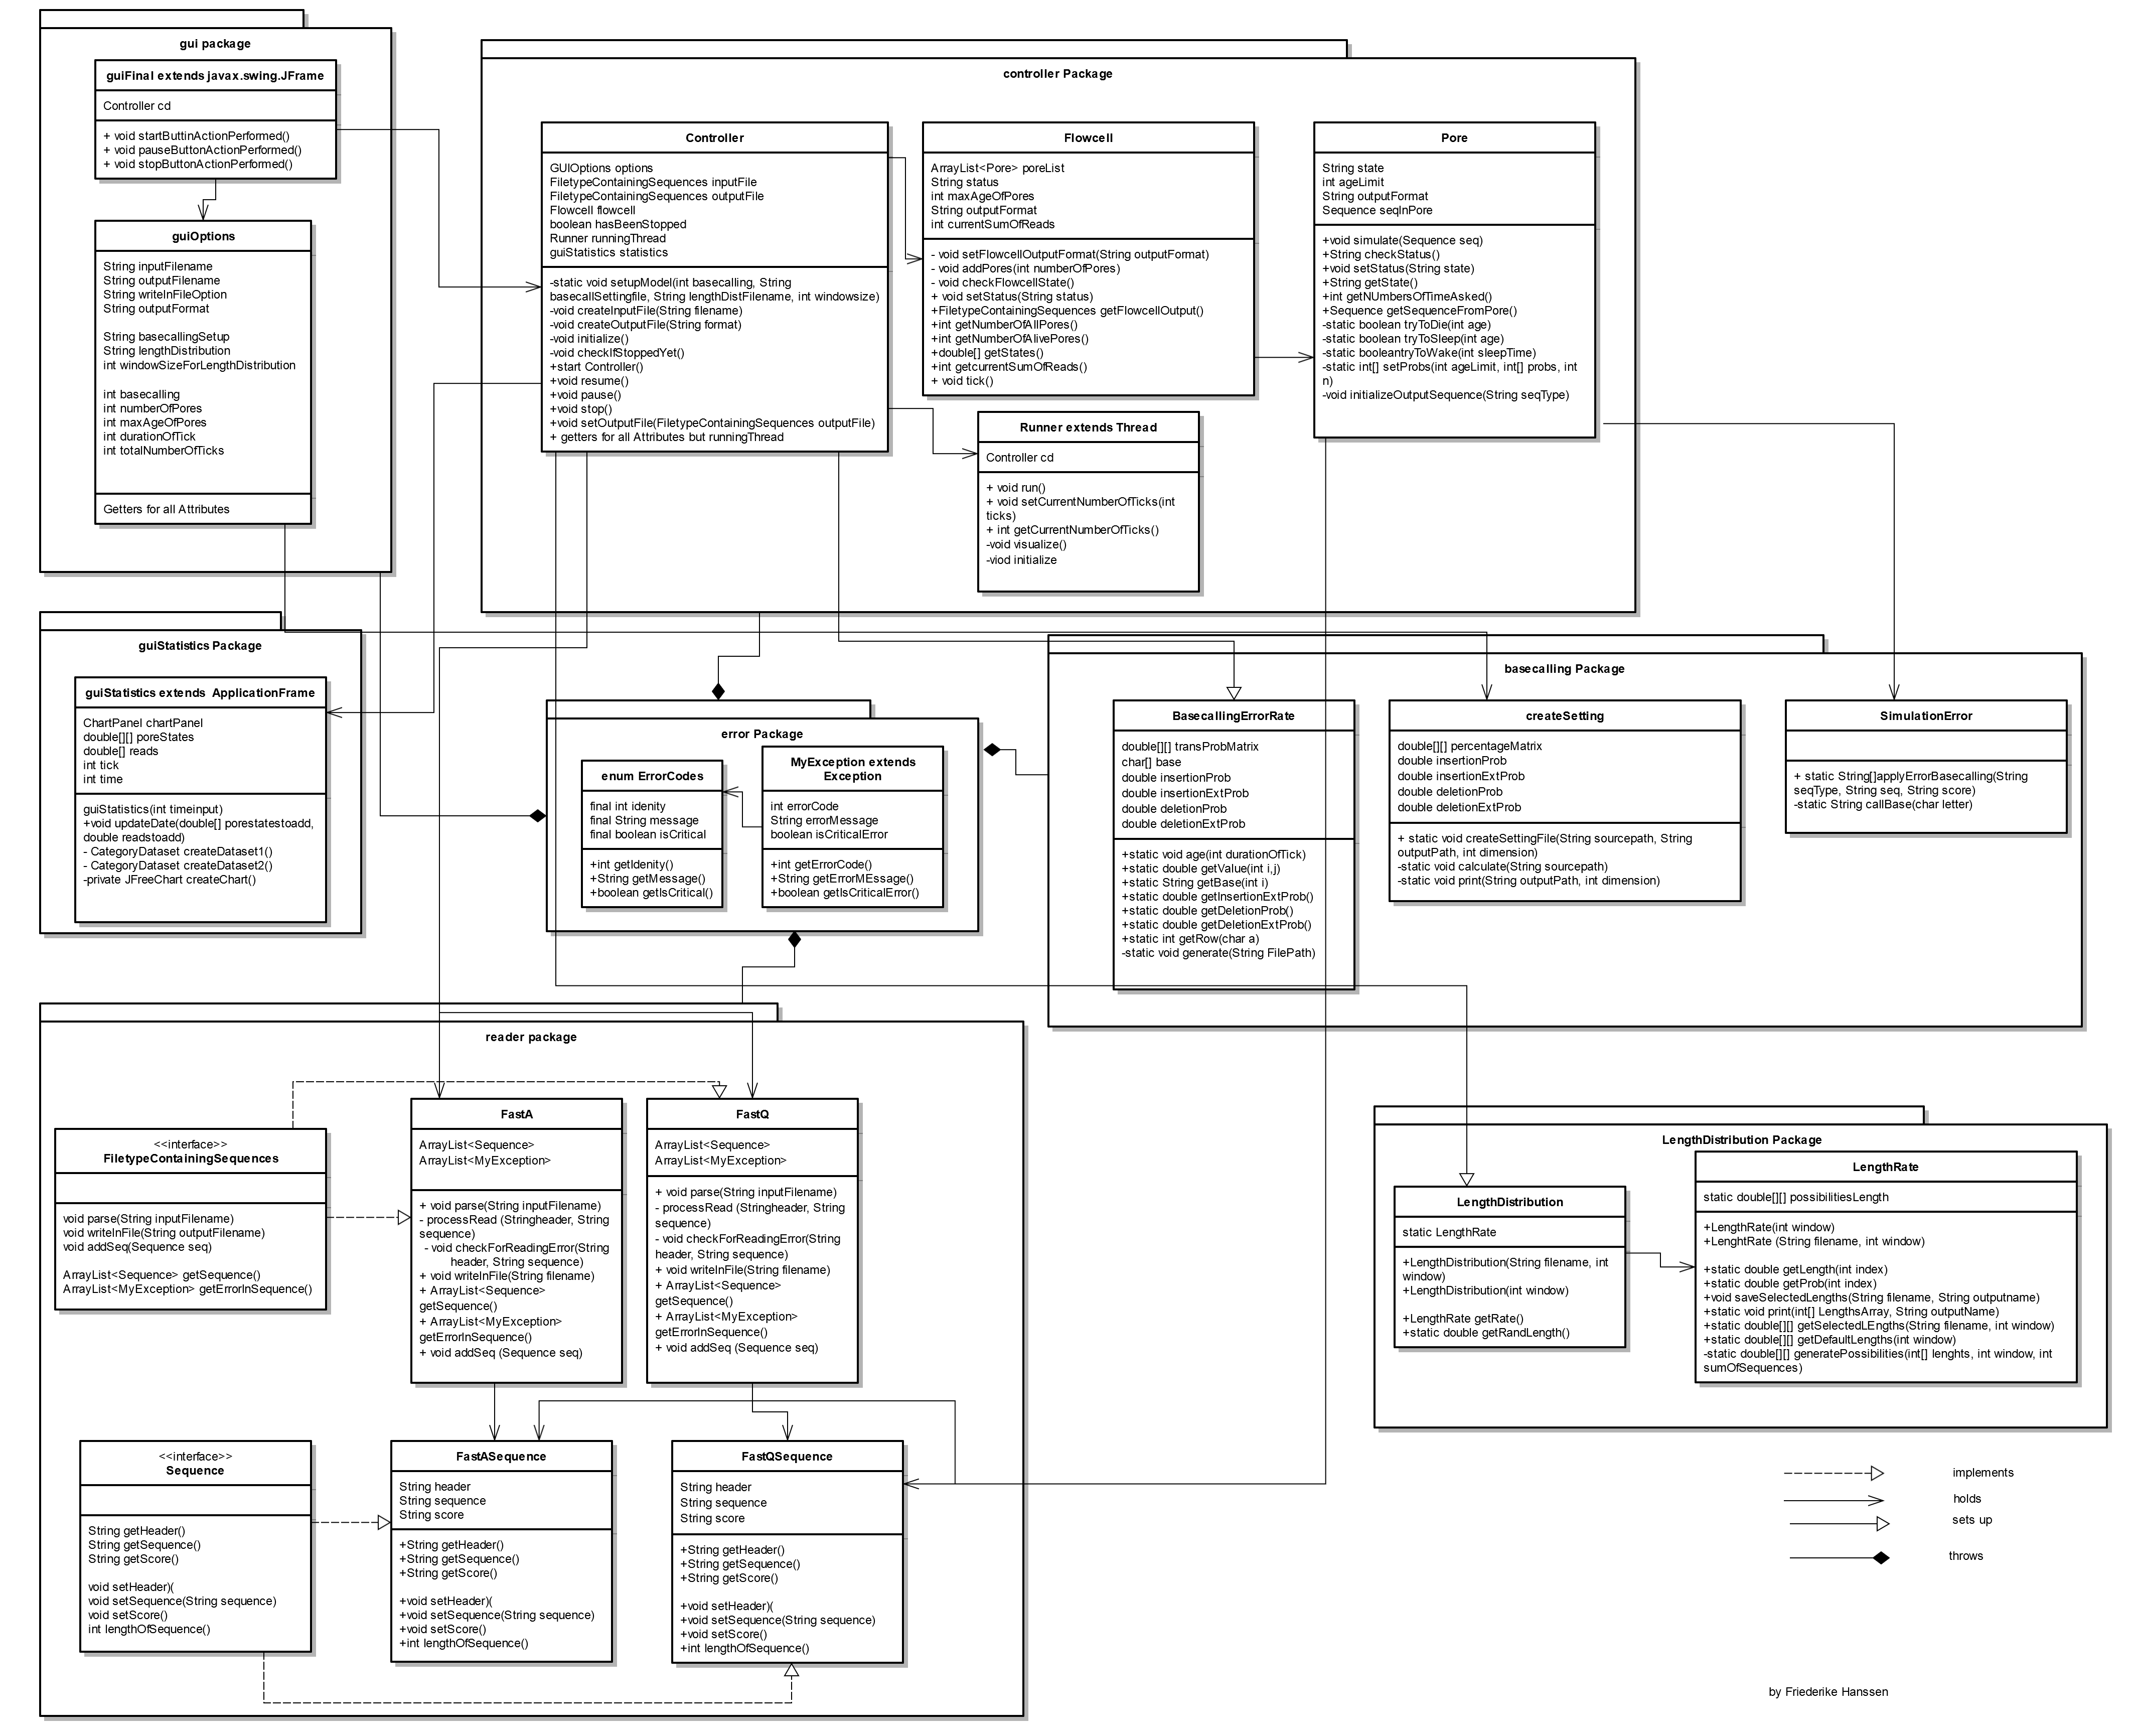 gui package
guiFinal extends javax.swing.JFrame
Controller cd
+ void startButtinActionPerformed()
+ void pauseButtonActionPerformed()
+ void stopButtonActionPerformed()
guiOptions
String inputFilename
String outputFilename
String writeInFileOption
String outputFormat
String basecallingSetup
String lengthDistribution
int windowSizeForLengthDistribution
int basecalling
int numberOfPores
int maxAgeOfPores
int durationOfTick
int totalNumberOfTicks
Getters for all Attributes
controller Package
Controller
GUIOptions options
FiletypeContainingSequences inputFile
FiletypeContainingSequences outputFile
Flowcell flowcell
boolean hasBeenStopped
Runner runningThread
guiStatistics statistics
-static void setupModel(int basecalling, String
basecallSettingfile, String lengthDistFilename, int windowsize)
-void createInputFile(String filename)
-void createOutputFile(String format)
-void initialize()
-void checkIfStoppedYet()
+start Controller()
+void resume()
+void pause()
+void stop()
+void setOutputFile(FiletypeContainingSequences outputFile)
+ getters for all Attributes but runningThread
Flowcell
ArrayList<Pore> poreList
String status
int maxAgeOfPores
String outputFormat
int currentSumOfReads
- void setFlowcellOutputFormat(String outputFormat)
- void addPores(int numberOfPores)
- void checkFlowcellState()
+ void setStatus(String status)
+FiletypeContainingSequences getFlowcellOutput()
+int getNumberOfAllPores()
+int getNumberOfAlivePores()
+double[] getStates()
+int getcurrentSumOfReads()
+ void tick()
Pore
String state
int ageLimit
String outputFormat
Sequence seqInPore
+void simulate(Sequence seq)
+String checkStatus()
+void setStatus(String state)
+String getState()
+int getNUmbersOfTimeAsked()
+Sequence getSequenceFromPore()
-static boolean tryToDie(int age)
-static boolean tryToSleep(int age)
-static booleantryToWake(int sleepTime)
-static int[] setProbs(int ageLimit, int[] probs, int
n)
-void initializeOutputSequence(String seqType)
Runner extends Thread
Controller cd
+ void run()
+ void setCurrentNumberOfTicks(int
ticks)
+ int getCurrentNumberOfTicks()
-void visualize()
-viod initialize
guiStatistics Package
guiStatistics extends  ApplicationFrame
ChartPanel chartPanel
double[][] poreStates
double[] reads
int tick
int time
guiStatistics(int timeinput)
+void updateDate(double[] porestatestoadd,
double readstoadd)
- CategoryDataset createDataset1()
- CategoryDataset createDataset2()
-private JFreeChart createChart()
error Package
enum ErrorCodes
final int idenity
final String message
final boolean isCritical
+int getIdenity()
+String getMessage()
+boolean getIsCritical()
MyException extends
Exception
int errorCode
String errorMessage
boolean isCriticalError
+int getErrorCode()
+String getErrorMEssage()
+boolean getIsCriticalError()
basecalling Package
BasecallingErrorRate
double[][] transProbMatrix
char[] base
double insertionProb
double insertionExtProb
double deletionProb
double deletionExtProb
+static void age(int durationOfTick)
+static double getValue(int i,j)
+static String getBase(int i)
+static double getInsertionExtProb()
+static double getDeletionProb()
+static double getDeletionExtProb()
+static int getRow(char a)
-static void generate(String FilePath)
createSetting
double[][] percentageMatrix
double insertionProb
double insertionExtProb
double deletionProb
double deletionExtProb
+ static void createSettingFile(String sourcepath, String
outputPath, int dimension)
-static void calculate(String sourcepath)
-static void print(String outputPath, int dimension)
SimulationError
+ static String[]applyErrorBasecalling(String
seqType, String seq, String score)
-static String callBase(char letter)
reader package
<<interface>>
FiletypeContainingSequences
void parse(String inputFilename)
void writeInFile(String outputFilename)
void addSeq(Sequence seq)
ArrayList<Sequence> getSequence()
ArrayList<MyException> getErrorInSequence()
FastA
ArrayList<Sequence>
ArrayList<MyException>
+ void parse(String inputFilename)
- processRead (Stringheader, String
sequence)
- void checkForReadingError(String
header, String sequence)
+ void writeInFile(String filename)
+ ArrayList<Sequence>
getSequence()
+ ArrayList<MyException>
getErrorInSequence()
+ void addSeq (Sequence seq)
FastQ
ArrayList<Sequence>
ArrayList<MyException>
+ void parse(String inputFilename)
- processRead (Stringheader, String
sequence)
- void checkForReadingError(String
header, String sequence)
+ void writeInFile(String filename)
+ ArrayList<Sequence>
getSequence()
+ ArrayList<MyException>
getErrorInSequence()
+ void addSeq (Sequence seq)
<<interface>>
Sequence
String getHeader()
String getSequence()
String getScore()
void setHeader)(
void setSequence(String sequence)
void setScore()
int lengthOfSequence()
FastASequence
String header
String sequence
String score
+String getHeader()
+String getSequence()
+String getScore()
+void setHeader)(
+void setSequence(String sequence)
+void setScore()
+int lengthOfSequence()
FastQSequence
String header
String sequence
String score
+String getHeader()
+String getSequence()
+String getScore()
+void setHeader)(
+void setSequence(String sequence)
+void setScore()
+int lengthOfSequence()
LengthDistribution Package
LengthDistribution
static LengthRate
+LengthDistribution(String filename, int
window)
+LengthDistribution(int window)
+LengthRate getRate()
+static double getRandLength()
LengthRate
static double[][] possibilitiesLength
+LengthRate(int window)
+LenghtRate (String filename, int window)
+static double getLength(int index)
+static double getProb(int index)
+void saveSelectedLengths(String filename, String outputname)
+static void print(int[] LengthsArray, String outputName)
+static double[][] getSelectedLEngths(String filename, int window)
+static double[][] getDefaultLengths(int window)
-static double[][] generatePossibilities(int[] lenghts, int window, int
sumOfSequences)
implements
holds
sets up
throws
by Friederike Hanssen